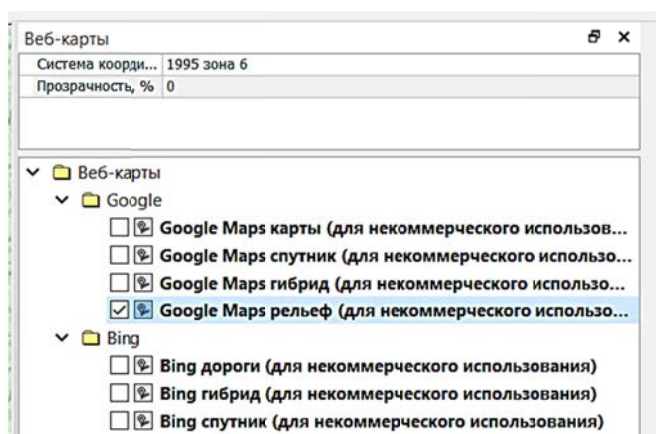 Веб-карты
Система коорди... 1995 зона 6
Прозрачность, % 0
Веб-карты
Google
Google Maps карты (для некоммерческого использов...
Google Maps спутник (для некоммерческого использо...
Google Maps гибрид (для некоммерческого использо...
Google Maps рельеф (для некоммерческого использо...
Bing
Bing дороги (для некоммерческого использования)
Bing гибрид (для некоммерческого использования)
Bing спутник (для некоммерческого использования)